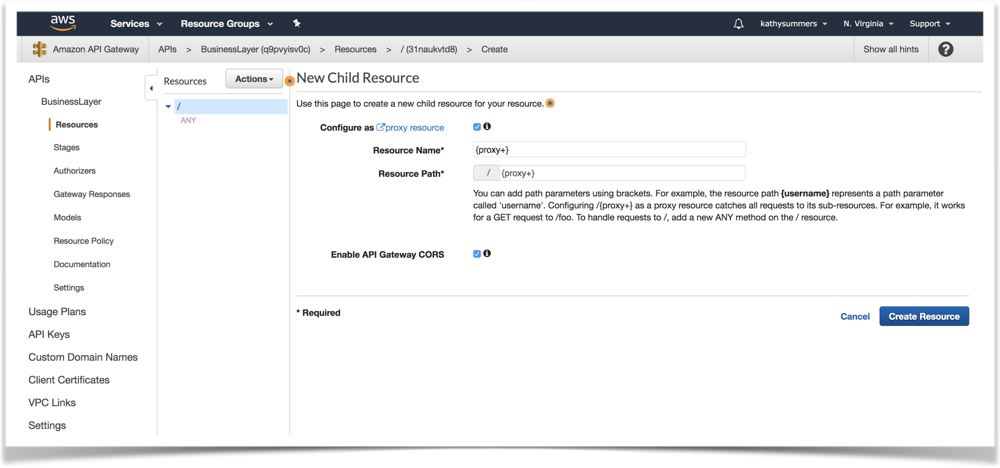 aws Services Resource Groups kathysummers N. Virginia Support
Amazon API Gateway APIs > BusinessLayer (q9pvyisv0c) > Resources > / (31naukvtd8) > Create Show all hints ?
APIs
BusinessLayer
Resources
Stages
Authorizers
Gateway Responses
Models
Resource Policy
Documentation
Settings
Usage Plans
API Keys
Custom Domain Names
Client Certificates
VPC Links
Settings
Resources Actions
/
ANY
New Child Resource
Use this page to create a new child resource for your resource.
Configure as proxy resource
Resource Name* {proxy+}
Resource Path* / {proxy+}
You can add path parameters using brackets. For example, the resource path {username} represents a path parameter
called 'username'. Configuring /{proxy+} as a proxy resource catches all requests to its sub-resources. For example, it works
for a GET request to /foo. To handle requests to /, add a new ANY method on the / resource.
Enable API Gateway CORS
* Required
Cancel Create Resource